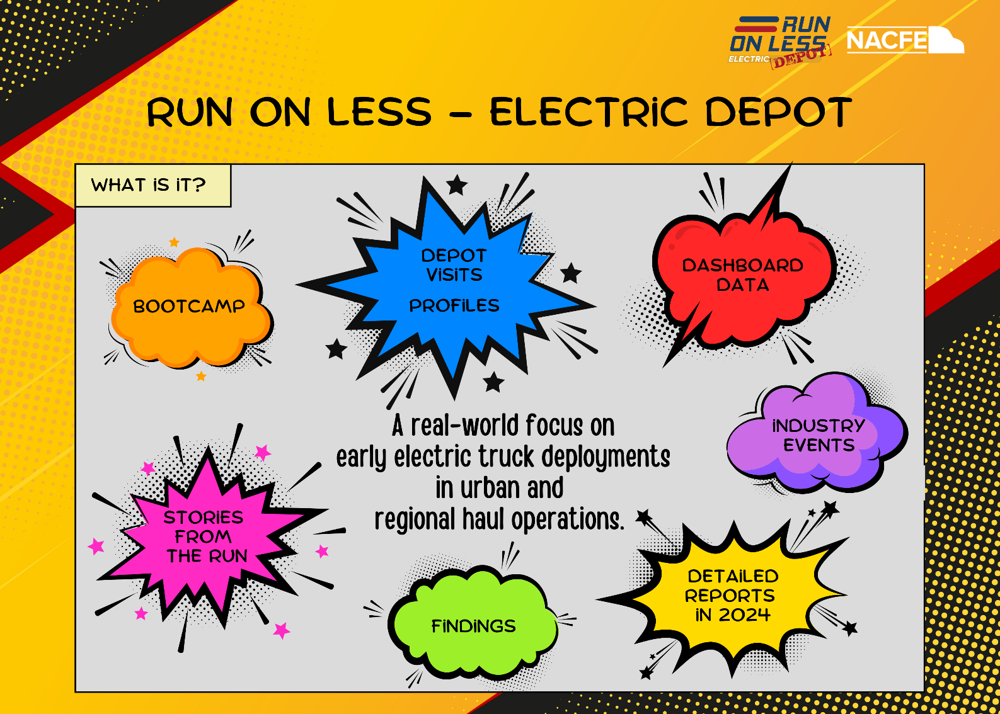 RUN
ON LESS
ELECTRIC
DEPOT
NACFE
RUN ON LESS – ELECTRIC DEPOT
WHAT IS IT?
BOOTCAMP
DEPOT
VISITS
PROFILES
DASHBOARD
DATA
INDUSTRY
EVENTS
A real-world focus on
early electric truck deployments
in urban and
regional haul operations.
STORIES
FROM
THE RUN
FINDINGS
DETAILED
REPORTS
IN 2024